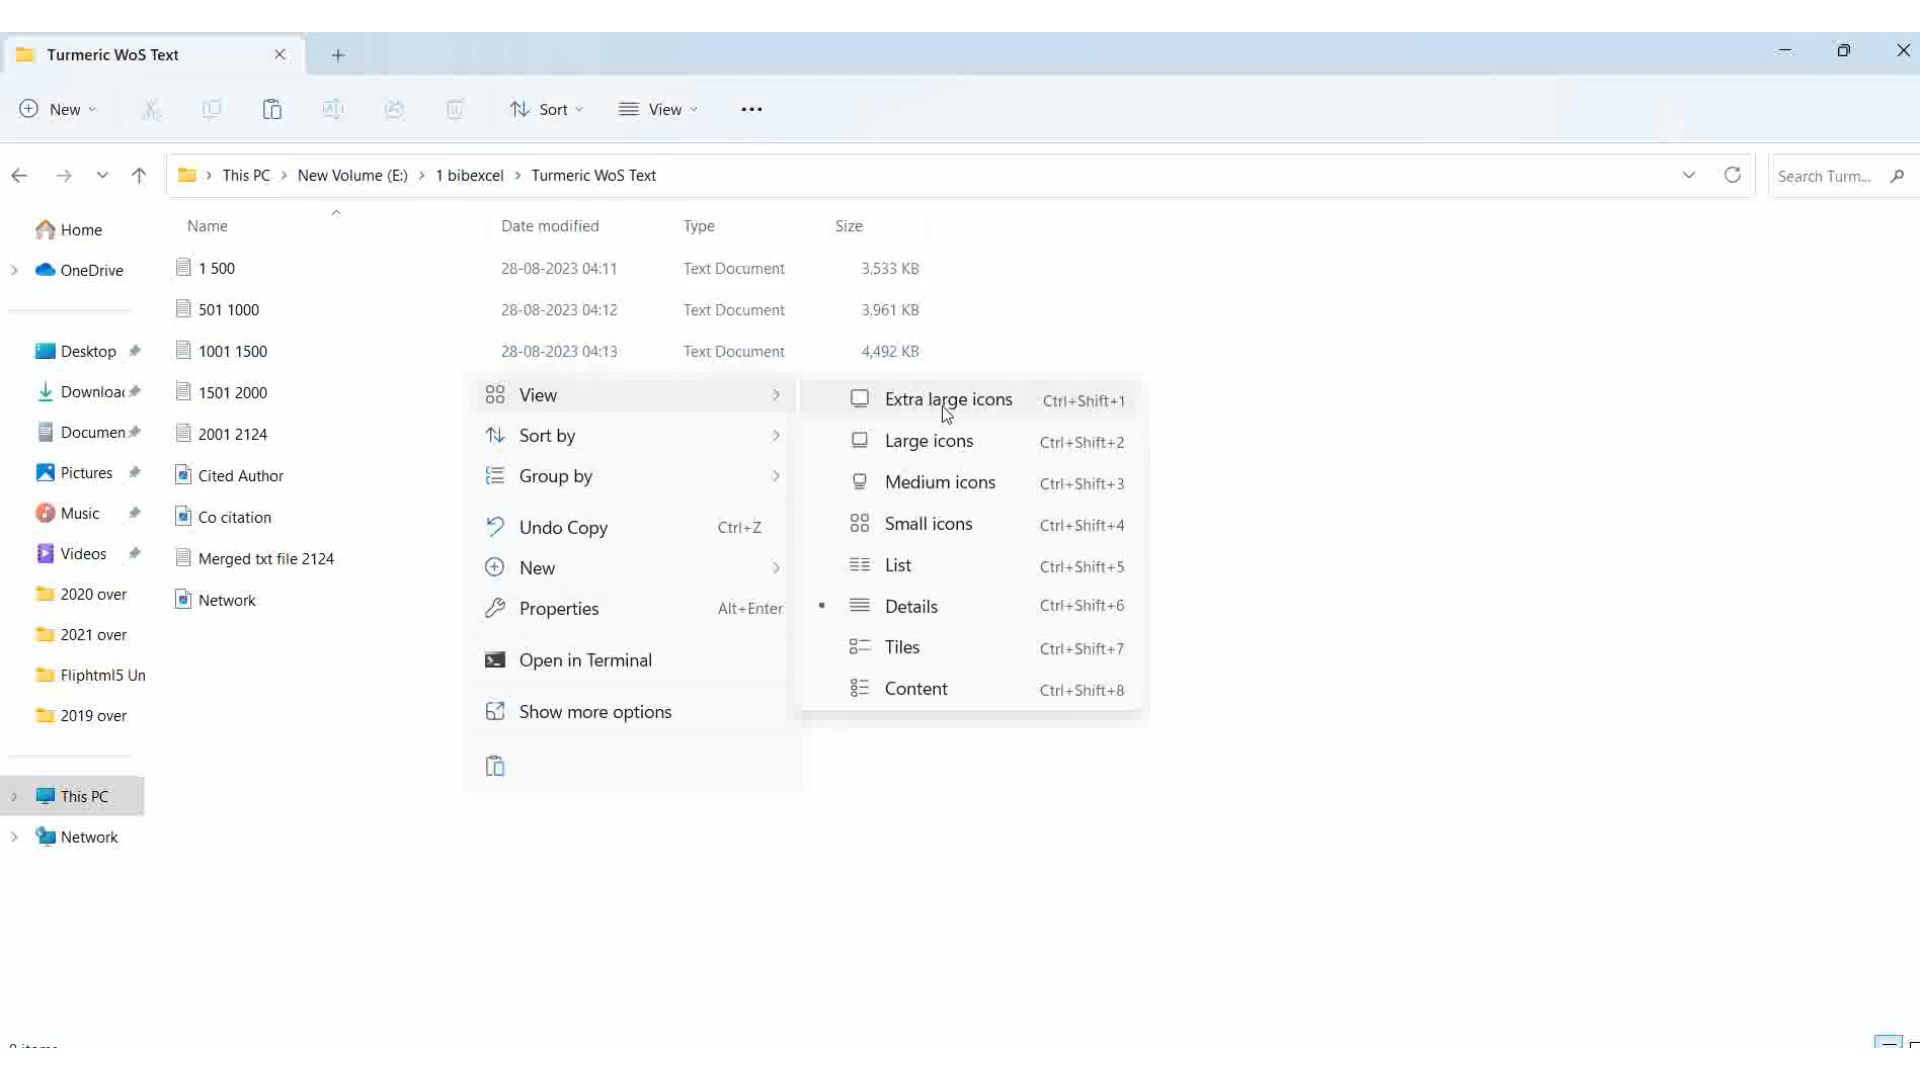 Turmeric WoS Text
New
Sort
View
This PC
New Volume (E:)
1 bibexcel
Turmeric WoS Text
Search Turm...
Name
Date modified
Type
Size
Home
OneDrive
Desktop
Downloa
Documen
Pictures
Music
Videos
2020 over
2021 over
Fliphtml5 Un
2019 over
This PC
Network
1 500 28-08-2023 04:11 Text Document 3,533 KB
501 1000 28-08-2023 04:12 Text Document 3,961 KB
1001 1500 28-08-2023 04:13 Text Document 4,492 KB
1501 2000
2001 2124
Cited Author
Co citation
Merged txt file 2124
Network
View
Sort by
Group by
Undo Copy Ctrl+Z
New
Properties Alt+Enter
Open in Terminal
Show more options
Extra large icons Ctrl+Shift+1
Large icons Ctrl+Shift+2
Medium icons Ctrl+Shift+3
Small icons Ctrl+Shift+4
List Ctrl+Shift+5
Details Ctrl+Shift+6
Tiles Ctrl+Shift+7
Content Ctrl+Shift+8
items